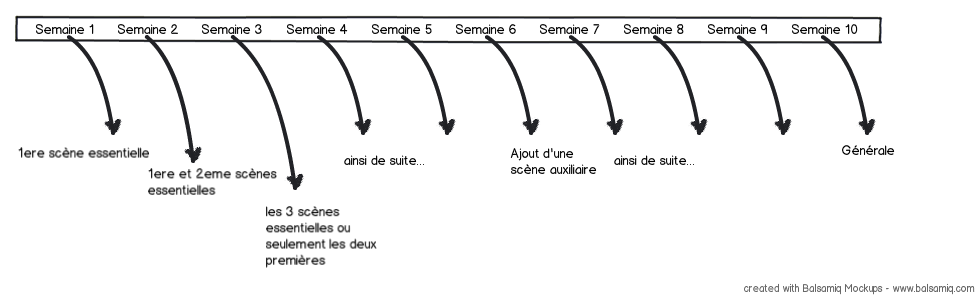 Semaine 1 Semaine 2 Semaine 3 Semaine 4 Semaine 5 Semaine 6 Semaine 7 Semaine 8 Semaine 9 Semaine 10
1ere scène essentielle
1ere et 2eme scènes
essentielles
les 3 scènes
essentielles ou
seulement les deux
premières
ainsi de suite...
Ajout d'une
scène auxiliaire
ainsi de suite...
Générale
created with Balsamiq Mockups - www.balsamiq.com